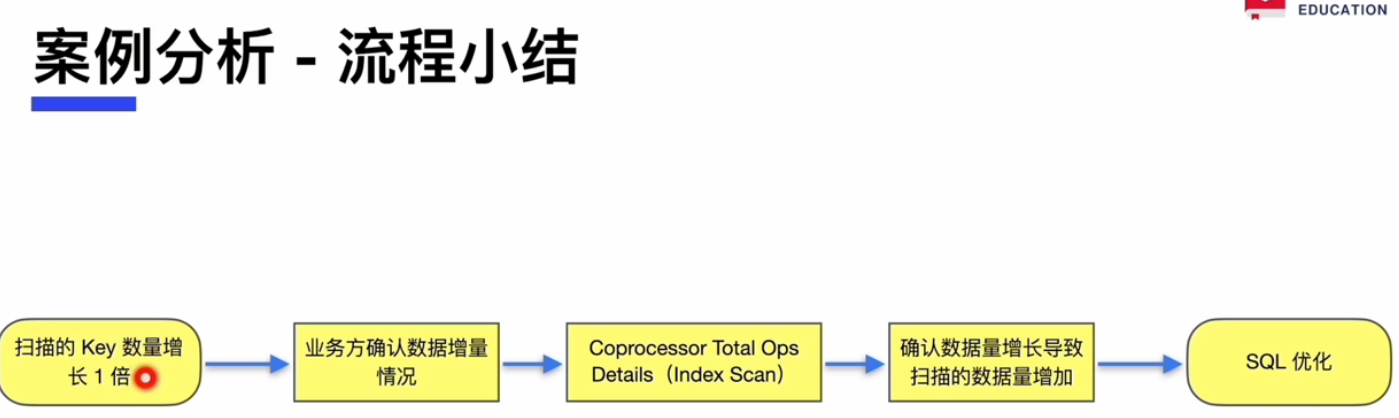 EDUCATION
案例分析 - 流程小结
扫描的 Key 数量增
长 1 倍
业务方确认数据增量
情况
Coprocessor Total Ops
Details（Index Scan）
确认数据量增长导致
扫描的数据量增加
SQL 优化